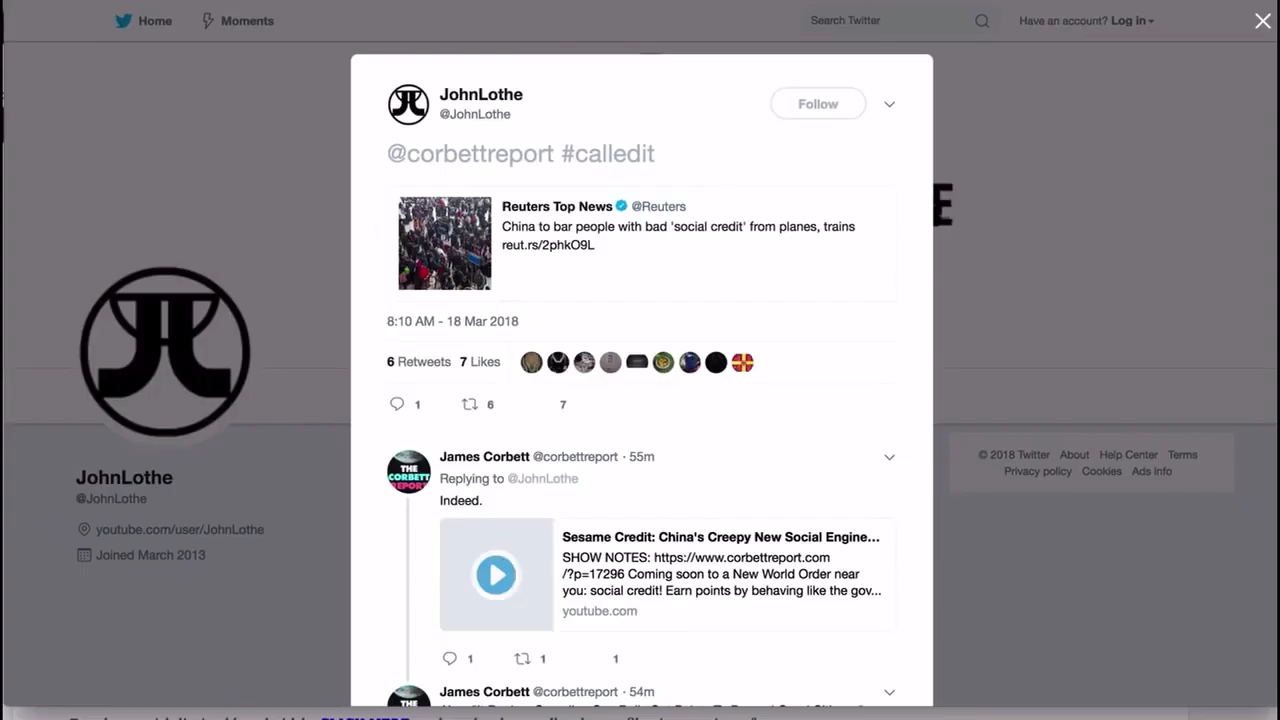 Home
Moments
Search Twitter
Have an account? Log in
JohnLothe
@JohnLothe
Follow
@corbettreport #calledit
Reuters Top News @Reuters
China to bar people with bad 'social credit' from planes, trains
reut.rs/2phkO9L
8:10 AM - 18 Mar 2018
6 Retweets 7 Likes
1 6 7
James Corbett @corbettreport · 55m
Replying to @JohnLothe
Indeed.
THE
CORBETT
REPORT
Sesame Credit: China's Creepy New Social Engine...
SHOW NOTES: https://www.corbettreport.com
/?p=17296 Coming soon to a New World Order near
you: social credit! Earn points by behaving like the gov...
youtube.com
1 1 1
James Corbett @corbettreport · 54m
THE
JohnLothe
@JohnLothe
youtube.com/user/JohnLothe
Joined March 2013
E
© 2018 Twitter About Help Center Terms
Privacy policy Cookies Ads info